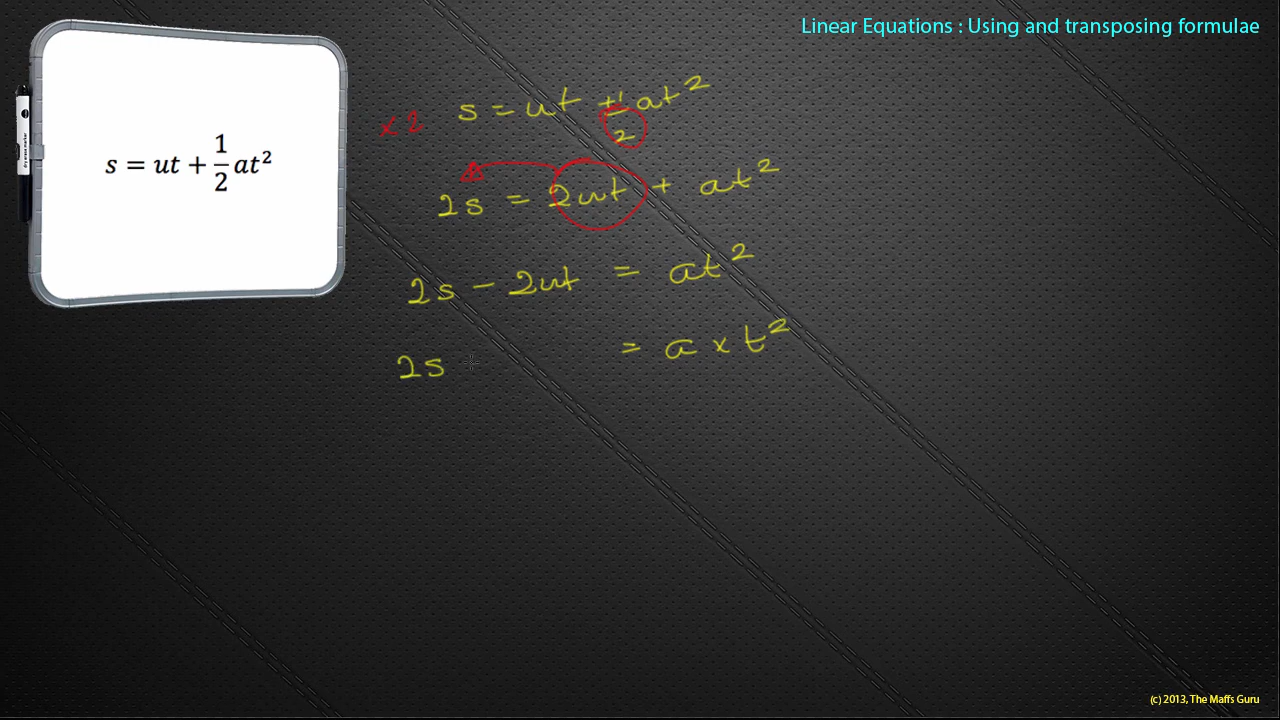 Linear Equations : Using and transposing formulae
s = ut + 1/2 at²
× 2
s = ut + 1/2 at²
2s = 2ut + at²
2s - 2ut = at²
2s = a × t²
(c) 2013, The Maffs Guru